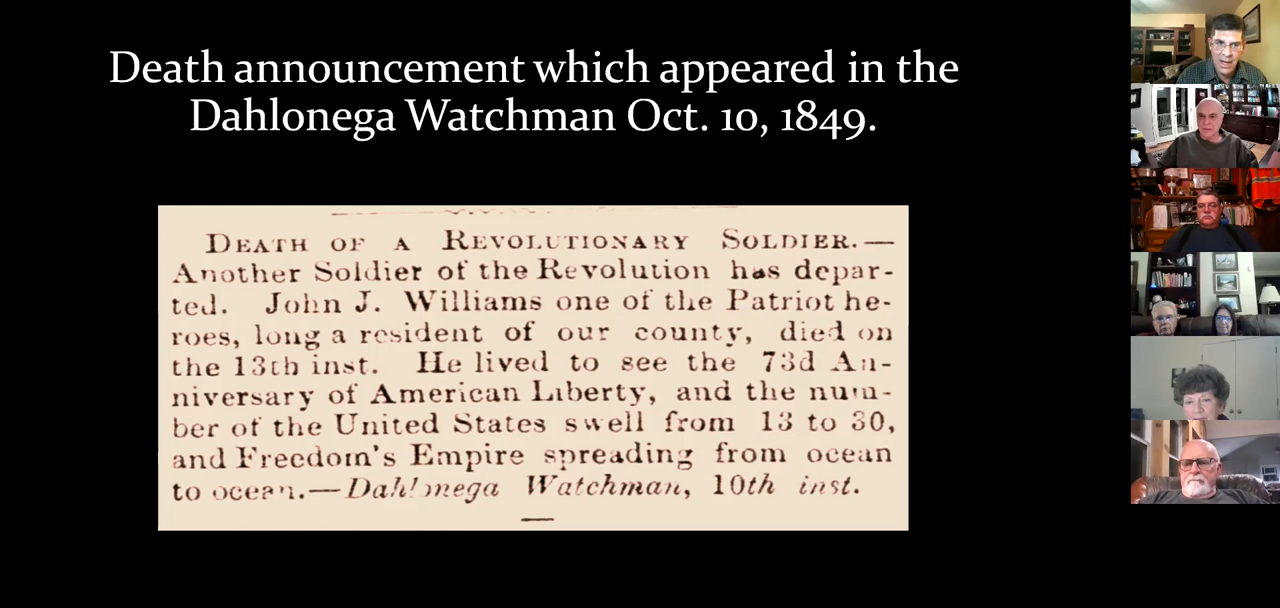 Death announcement which appeared in the
Dahlonega Watchman Oct. 10, 1849.
DEATH OF A REVOLUTIONARY SOLDIER.—
Another Soldier of the Revolution has depar-
ted. John J. Williams one of the Patriot he-
roes, long a resident of our county, died on
the 13th inst. He lived to see the 73d An-
niversary of American Liberty, and the num-
ber of the United States swell from 13 to 30,
and Freedom's Empire spreading from ocean
to ocean.—Dahlonega Watchman, 10th inst.